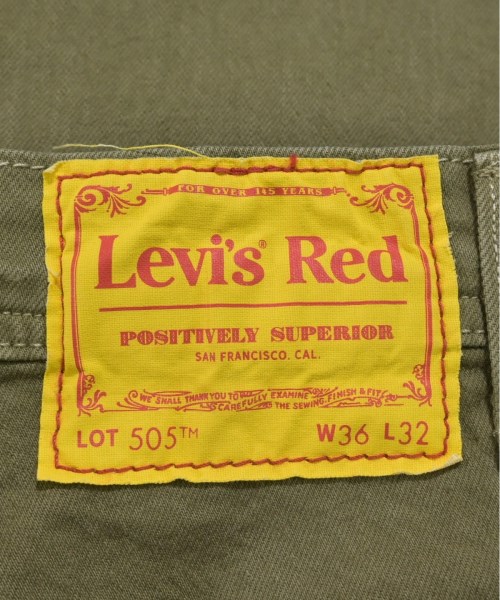 FOR OVER 145 YEARS
Levi's® Red
POSITIVELY SUPERIOR
SAN FRANCISCO. CAL.
WE SHALL THANK YOU TO
CAREFULLY EXAMINE
THE SEWING, FINISH & FIT
LOT 505™ W36 L32